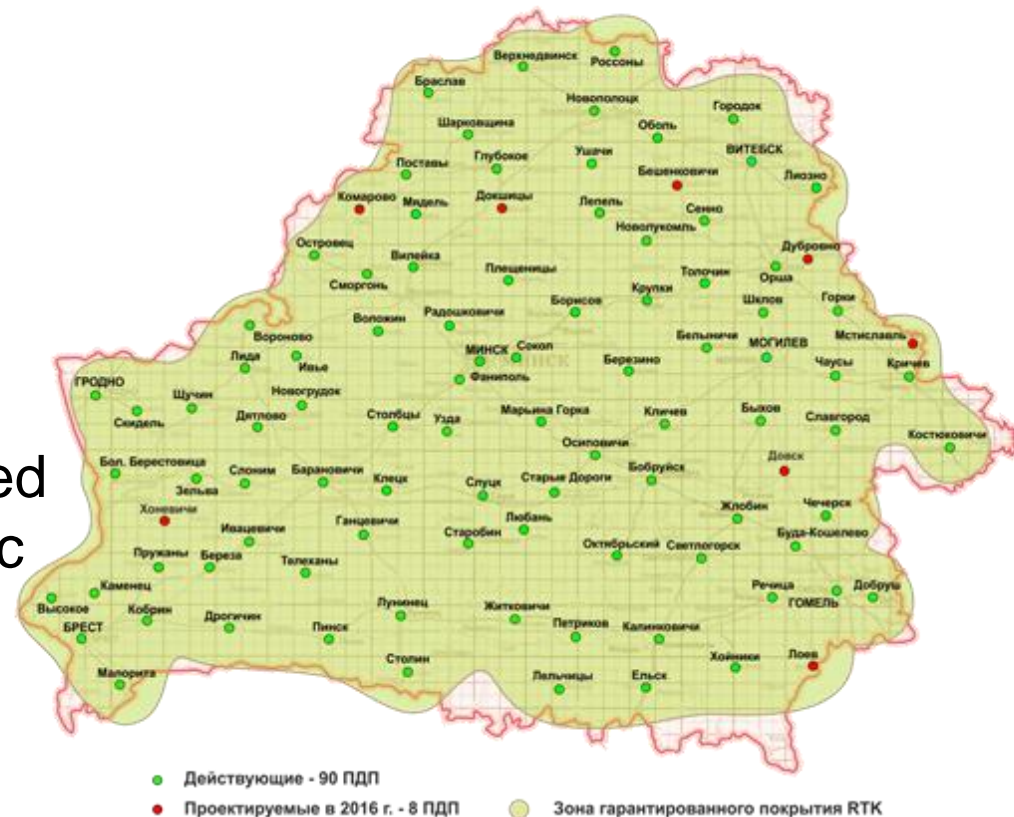 Верхнедвинск
Россоны
Браслав
Новополоцк
Городок
Шарковщина
Оболь
Поставы
Глубокое
Ушачи
ВИТЕБСК
Бешенковичи
Лиозно
Комарово
Мядель
Докшицы
Лепель
Сенно
Новолукомль
Островец
Вилейка
Дубровно
Сморгонь
Плещеницы
Толочин
Орша
Крупки
Борисов
Шклов
Горки
Воложин
Радошковичи
Вороново
Белыничи
МОГИЛЕВ
Мстиславль
Лида
МИНСК
Сокол
Березино
Чаусы
Кричев
Ивье
Фаниполь
ГРОДНО
Щучин
Новогрудок
Скидель
Дятлово
Столбцы
Узда
Марьина Горка
Кличев
Быхов
Славгород
Осиповичи
Костюковичи
Бол. Берестовица
Слоним
Барановичи
Клецк
Слуцк
Старые Дороги
Бобруйск
Довск
ed
Зельва
Хоневичи
Жлобин
Чечерск
Ивацевичи
Ганцевичи
Старобин
Любань
Буда-Кошелево
c
Октябрьский
Светлогорск
Пружаны
Береза
Телеханы
Каменец
Речица
Добруш
Высокое
Кобрин
Дрогичин
Лунинец
Житковичи
ГОМЕЛЬ
БРЕСТ
Пинск
Петриков
Калинковичи
Столин
Хойники
Лоев
Малорита
Лельчицы
Ельск
Действующие - 90 ПДП
Проектируемые в 2016 г. - 8 ПДП
Зона гарантированного покрытия RTK